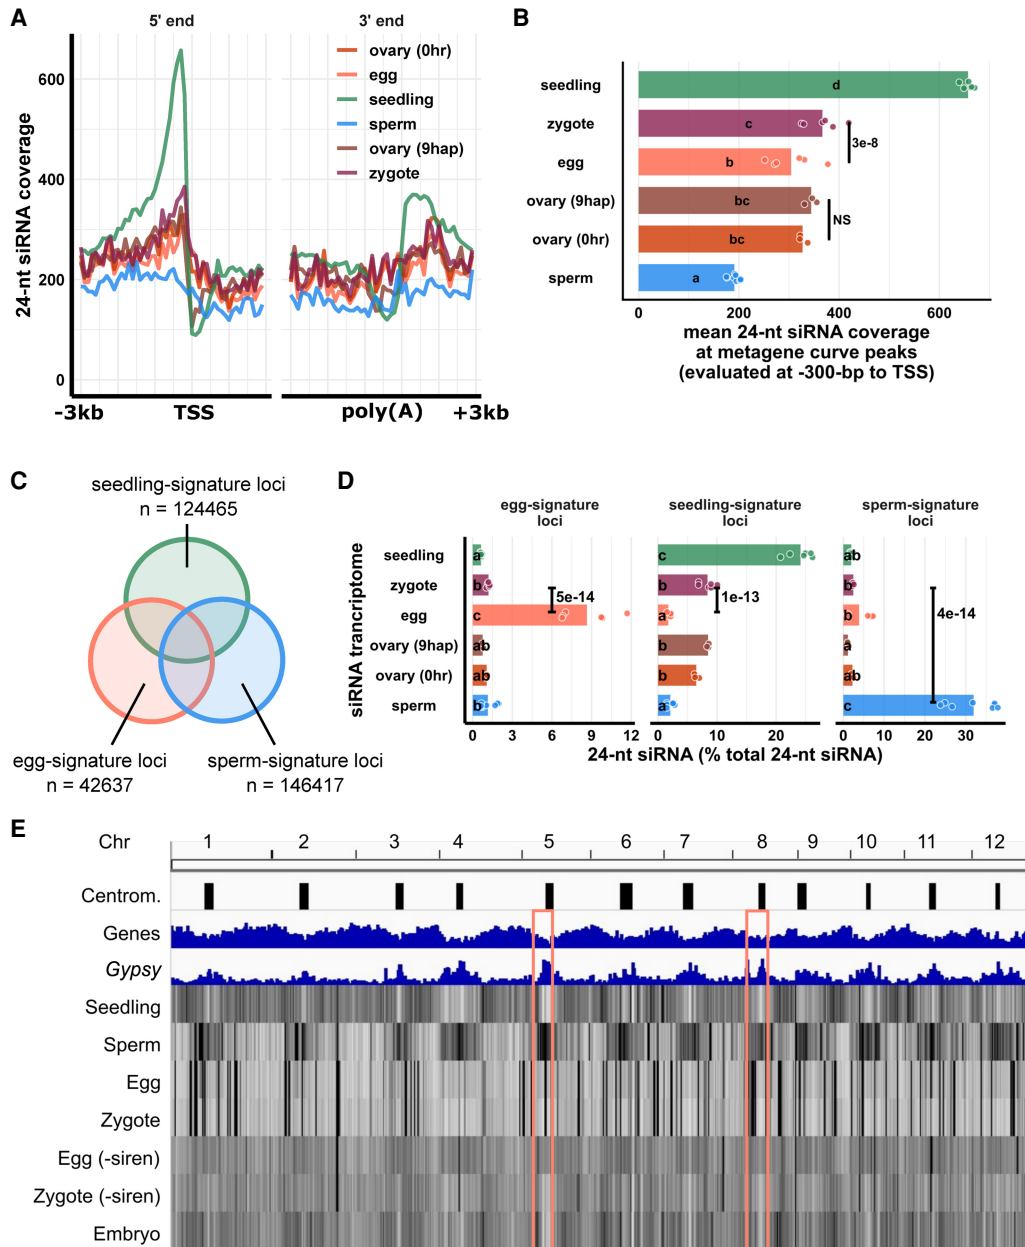 A
5' end
3' end
24-nt siRNA coverage
600
400
200
0
ovary (0hr)
egg
seedling
sperm
ovary (9hap)
zygote
-3kb
TSS
poly(A)
+3kb
B
seedling
zygote
egg
ovary (9hap)
ovary (0hr)
sperm
d
c
b
bc
bc
a
3e-8
NS
0
200
400
600
mean 24-nt siRNA coverage
at metagene curve peaks
(evaluated at -300-bp to TSS)
C
seedling-signature loci
n = 124465
egg-signature loci
n = 42637
sperm-signature loci
n = 146417
D
siRNA trancriptome
egg-signature
loci
seedling-signature
loci
sperm-signature
loci
seedling
zygote
egg
ovary (9hap)
ovary (0hr)
sperm
a
b
c
ab
ab
b
5e-14
c
b
a
b
b
a
1e-13
ab
b
b
a
ab
c
4e-14
0 3 6 9 12
0 10 20
0 10 20 30
24-nt siRNA (% total 24-nt siRNA)
E
Chr 1 2 3 4 5 6 7 8 9 10 11 12
Centrom.
Genes
Gypsy
Seedling
Sperm
Egg
Zygote
Egg (-siren)
Zygote (-siren)
Embryo